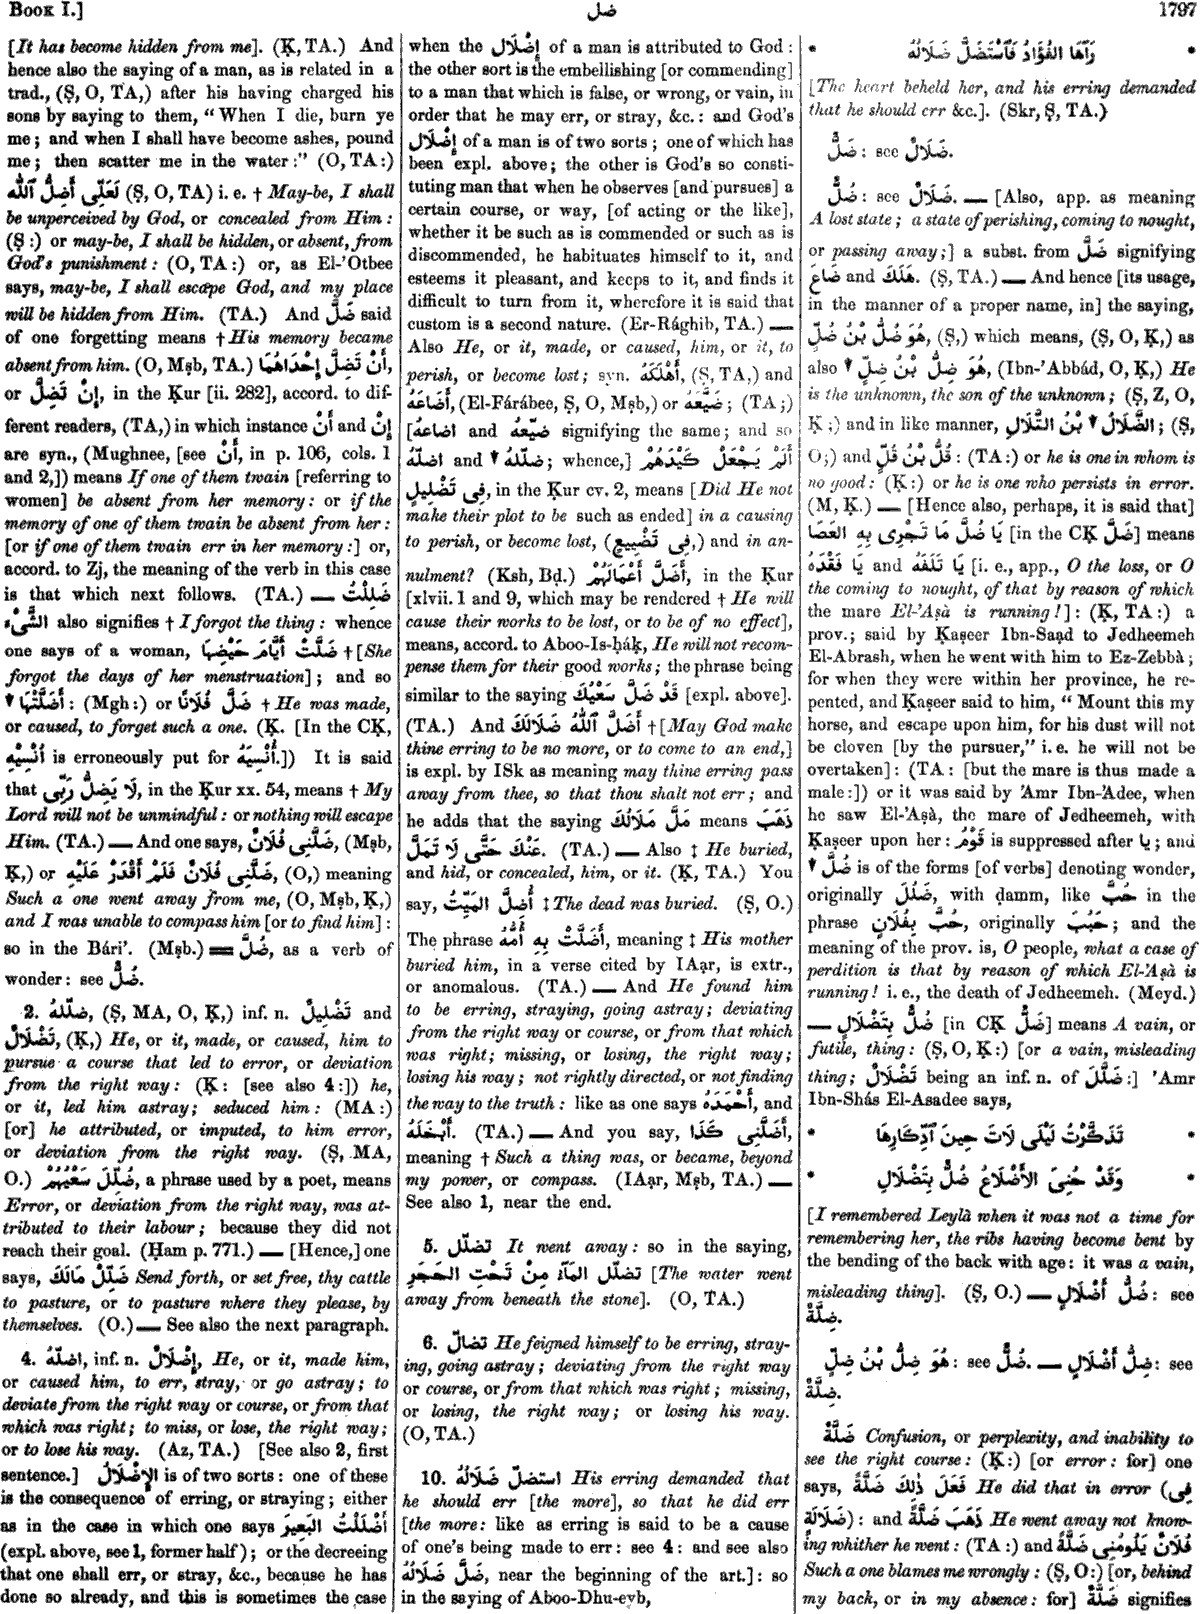 BOOK I.]
ضل
1797
[It has become hidden from me]. (Ḳ, TA.) And
hence also the saying of a man, as is related in a
trad., (Ṣ, O, TA,) after his having charged his
sons by saying to them, “When I die, burn ye
me; and when I shall have become ashes, pound
me; then scatter me in the water:” (O, TA:)
لَعَلِّى أَضِلُّ ٱللّٰهَ (Ṣ, O, TA) i. e. † May-be, I shall
be unperceived by God, or concealed from Him:
(Ṣ:) or may-be, I shall be hidden, or absent, from
God's punishment: (O, TA:) or, as El-'Otbee
says, may-be, I shall escape God, and my place
will be hidden from Him. (TA.) And ضَلَّ said
of one forgetting means † His memory became
absent from him. (O, Mṣb, TA.) أَنْ تَضِلَّ إِحْدَاهُمَا,
or إِنْ تَضِلَّ, in the Ḳur [ii. 282], accord. to dif-
ferent readers, (TA,) in which instance أَنْ and إِنْ
are syn., (Mughnee, [see أَنْ, in p. 106, cols. 1
and 2,]) means If one of them twain [referring to
women] be absent from her memory: or if the
memory of one of them twain be absent from her:
[or if one of them twain err in her memory:] or,
accord. to Zj, the meaning of the verb in this case
is that which next follows. (TA.) — ضَلِلْتُ
الشَّىْءَ also signifies † I forgot the thing: whence
one says of a woman, ضَلَّتْ أَيَّامَ حَيْضِهَا † [She
forgot the days of her menstruation]; and so
▼ أَضَلَّتْهَا: (Mgh:) or ضَلَّ فُلَانًا † He was made,
or caused, to forget such a one. (Ḳ. [In the CḲ,
أُنْسِيْهِ is erroneously put for أُنْسِيَهُ.]) It is said
that لَا يَضِلُّ رَبِّى, in the Ḳur xx. 54, means † My
Lord will not be unmindful: or nothing will escape
Him. (TA.) — And one says, ضَلَّنِى فُلَانٌ, (Mṣb,
Ḳ,) or ضَلَّنِى فُلَانٌ فَلَمْ أَقْدِرْ عَلَيْهِ, (O,) meaning
Such a one went away from me, (O, Mṣb, Ḳ,)
and I was unable to compass him [or to find him]:
so in the Bári'. (Mṣb.) ═ ضُلَّ, as a verb of
wonder: see ضُلٌّ.
2. ضلّلهُ, (Ṣ, MA, O, Ḳ,) inf. n. تَضْلِيلٌ and
تَضْلَالٌ, (Ḳ,) He, or it, made, or caused, him to
pursue a course that led to error, or deviation
from the right way: (Ḳ: [see also 4:]) he,
or it, led him astray; seduced him: (MA:)
[or] he attributed, or imputed, to him error,
or deviation from the right way. (Ṣ, MA,
O.) ضُلِّلَ سَعْيُهُمْ, a phrase used by a poet, means
Error, or deviation from the right way, was at-
tributed to their labour; because they did not
reach their goal. (Ḥam p. 771.) — [Hence,] one
says, ضَلِّلْ مَالَكَ Send forth, or set free, thy cattle
to pasture, or to pasture where they please, by
themselves. (O.) — See also the next paragraph.
4. اضلّهُ, inf. n. إِضْلَالٌ, He, or it, made him,
or caused him, to err, stray, or go astray; to
deviate from the right way or course, or from that
which was right; to miss, or lose, the right way;
or to lose his way. (Az, TA.) [See also 2, first
sentence.] الإِضْلَالُ is of two sorts: one of these
is the consequence of erring, or straying; either
as in the case in which one says أَضْلَلْتُ البَعِيرَ
(expl. above, see 1, former half); or the decreeing
that one shall err, or stray, &c., because he has
done so already, and this is sometimes the case
when the إِضْلَال of a man is attributed to God:
the other sort is the embellishing [or commending]
to a man that which is false, or wrong, or vain, in
order that he may err, or stray, &c.: and God's
إِضْلَال of a man is of two sorts; one of which has
been expl. above; the other is God's so consti-
tuting man that when he observes [and pursues] a
certain course, or way, [of acting or the like],
whether it be such as is commended or such as is
discommended, he habituates himself to it, and
esteems it pleasant, and keeps to it, and finds it
difficult to turn from it, wherefore it is said that
custom is a second nature. (Er-Rághib, TA.) —
Also He, or it, made, or caused, him, or it, to
perish, or become lost; syn. أَهْلَكَهُ, (Ṣ, TA,) and
أَضَاعَهُ, (El-Fárábee, Ṣ, O, Mṣb,) or ضَيَّعَهُ; (TA;)
[اضاعهُ and ضيّعهُ signifying the same; and so
اضلّهُ and ▼ ضلّلهُ; whence,] أَلَمْ يَجْعَلْ كَيْدَهُمْ
فِى تَضْلِيلٍ, in the Ḳur cv. 2, means [Did He not
make their plot to be such as ended] in a causing
to perish, or become lost, (فِى تَضْيِيعٍ,) and in an-
nulment? (Ksh, Bḍ.) أَضَلَّ أَعْمَالَهُمْ, in the Ḳur
[xlvii. 1 and 9, which may be rendered † He will
cause their works to be lost, or to be of no effect],
means, accord. to Aboo-Is-ḥáḳ, He will not recom-
pense them for their good works; the phrase being
similar to the saying قَدْ ضَلَّ سَعْيُكَ [expl. above].
(TA.) And أَضَلَّ ٱللّٰهُ ضَلَالَكَ † [May God make
thine erring to be no more, or to come to an end,]
is expl. by ISk as meaning may thine erring pass
away from thee, so that thou shalt not err; and
he adds that the saying مَلَّ مَلَالُكَ means ذَهَبَ
عَنْكَ حَتَّى لَا تَمَلَّ. (TA.) — Also ‡ He buried,
and hid, or concealed, him, or it. (Ḳ, TA.) You
say, أُضِلَّ المَيِّتُ ‡ The dead was buried. (Ṣ, O.)
The phrase أَضَلَّتْ بِهِ أُمُّهُ, meaning ‡ His mother
buried him, in a verse cited by IAạr, is extr.,
or anomalous. (TA.) — And He found him
to be erring, straying, going astray; deviating
from the right way or course, or from that which
was right; missing, or losing, the right way;
losing his way; not rightly directed, or not finding
the way to the truth: like as one says أَحْمَدَهُ, and
أَبْخَلَهُ. (TA.) — And you say, أَضَلَّنِى كَذَا,
meaning † Such a thing was, or became, beyond
my power, or compass. (IAạr, Mṣb, TA.) —
See also 1, near the end.
5. تضلّل It went away: so in the saying,
تضلّل المَآءُ مِنْ تَحْتِ الحَجَرِ [The water went
away from beneath the stone]. (O, TA.)
6. تضالّ He feigned himself to be erring, stray-
ing, going astray; deviating from the right way
or course, or from that which was right; missing,
or losing, the right way; or losing his way.
(O, TA.)
10. استضلّ ضَلَالُهُ His erring demanded that
he should err [the more], so that he did err
[the more: like as erring is said to be a cause
of one's being made to err: see 4: and see also
ضَلَّ ضَلَالُهُ, near the beginning of the art.]: so
in the saying of Aboo-Dhu-eyb,
* رَآهَا الفُؤَادُ فَٱسْتُضِلَّ ضَلَالُهُ *
[The heart beheld her, and his erring demanded
that he should err &c.]. (Skr, Ṣ, TA.)
ضَلٌّ: see ضَلَالٌ.
ضُلٌّ: see ضَلَالٌ. — [Also, app. as meaning
A lost state; a state of perishing, coming to nought,
or passing away;] a subst. from ضَلَّ signifying
ضَاعَ and هَلَكَ. (Ṣ, TA.) — And hence [its usage,
in the manner of a proper name, in] the saying,
هُوَ ضُلُّ بْنُ ضُلٍّ, (Ṣ,) which means, (Ṣ, O, Ḳ,) as
also ▼ هُوَ ضِلُّ بْنُ ضِلٍّ, (Ibn-'Abbád, O, Ḳ,) He
is the unknown, the son of the unknown; (Ṣ, Z, O,
Ḳ;) and in like manner, ▼ الضَّلَالُ بْنُ التَّلَالِ; (Ṣ,
O;) and قُلُّ بْنُ قُلٍّ: (TA:) or he is one in whom is
no good: (Ḳ:) or he is one who persists in error.
(M, Ḳ.) — [Hence also, perhaps, it is said that]
يَا ضُلَّ مَا تَجْرِى بِهِ العَصَا [in the CḲ ضَلَّ] means
يَا فَقْدَهُ and يَا تَلَفَهُ [i. e., app., O the loss, or O
the coming to nought, of that by reason of which
the mare El-'Aṣà is running!]: (Ḳ, TA:) a
prov.; said by Ḳaṣeer Ibn-Saạd to Jedheemeh
El-Abrash, when he went with him to Ez-Zebbà;
for when they were within her province, he re-
pented, and Ḳaṣeer said to him, “Mount this my
horse, and escape upon him, for his dust will not
be cloven [by the pursuer,” i. e. he will not be
overtaken]: (TA: [but the mare is thus made a
male:]) or it was said by 'Amr Ibn-'Adee, when
he saw El-'Aṣà, the mare of Jedheemeh, with
Ḳaṣeer upon her: قَوْمُ is suppressed after يا; and
▼ ضُلَّ is of the forms [of verbs] denoting wonder,
originally ضَلُلَ, with ḍamm, like حُبَّ in the
phrase حُبَّ بِفُلَانٍ, originally حَبُبَ; and the
meaning of the prov. is, O people, what a case of
perdition is that by reason of which El-'Aṣà is
running! i. e., the death of Jedheemeh. (Meyd.)
— ضُلٌّ بِتَضْلَالٍ [in CḲ ضَلٌّ] means A vain, or
futile, thing: (Ṣ, O, Ḳ:) [or a vain, misleading
thing; تَضْلَالٌ being an inf. n. of ضَلَّلَ:] 'Amr
Ibn-Shás El-Asadee says,
* تَذَكَّرْتُ لَيْلَى لَاتَ حِينَ ٱدِّكَارِهَا *
* وَقَدْ حُنِىَ الأَضْلَاعُ ضُلٌّ بِتَضْلَالِ *
[I remembered Leylà when it was not a time for
remembering her, the ribs having become bent by
the bending of the back with age: it was a vain,
misleading thing]. (Ṣ, O.) — ضُلُّ أَضْلَالٍ: see
ضِلَّةٌ.
هُوَ ضِلُّ بْنُ ضِلٍّ: see ضُلٌّ. — ضِلُّ أَضْلَالٍ: see
ضِلَّةٌ.
ضَلَّةٌ Confusion, or perplexity, and inability to
see the right course: (Ḳ:) [or error: for] one
says, فَعَلَ ذٰلِكَ ضَلَّةً He did that in error (فِى
ضَلَالَةٍ): and ذَهَبَ ضَلَّةً He went away not know-
ing whither he went: (TA:) and فُلَانٌ يَلُومُنِى ضَلَّةً
Such a one blames me wrongly: (Ṣ, O:) [or, behind
my back, or in my absence: for] ضَلَّةٌ signifies